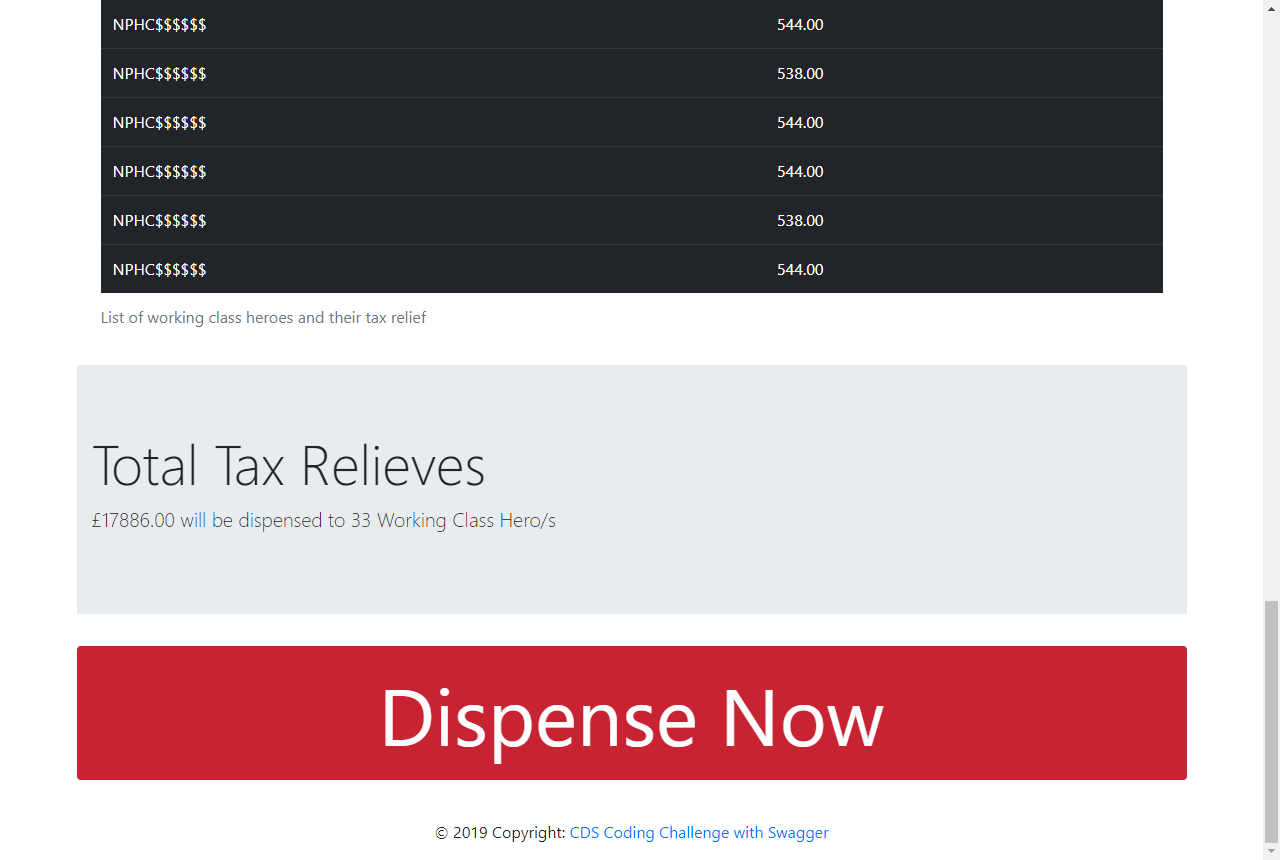 NPHC$$$$$$ 544.00
NPHC$$$$$$ 538.00
NPHC$$$$$$ 544.00
NPHC$$$$$$ 544.00
NPHC$$$$$$ 538.00
NPHC$$$$$$ 544.00
List of working class heroes and their tax relief
Total Tax Relieves
£17886.00 will be dispensed to 33 Working Class Hero/s
Dispense Now
© 2019 Copyright: CDS Coding Challenge with Swagger